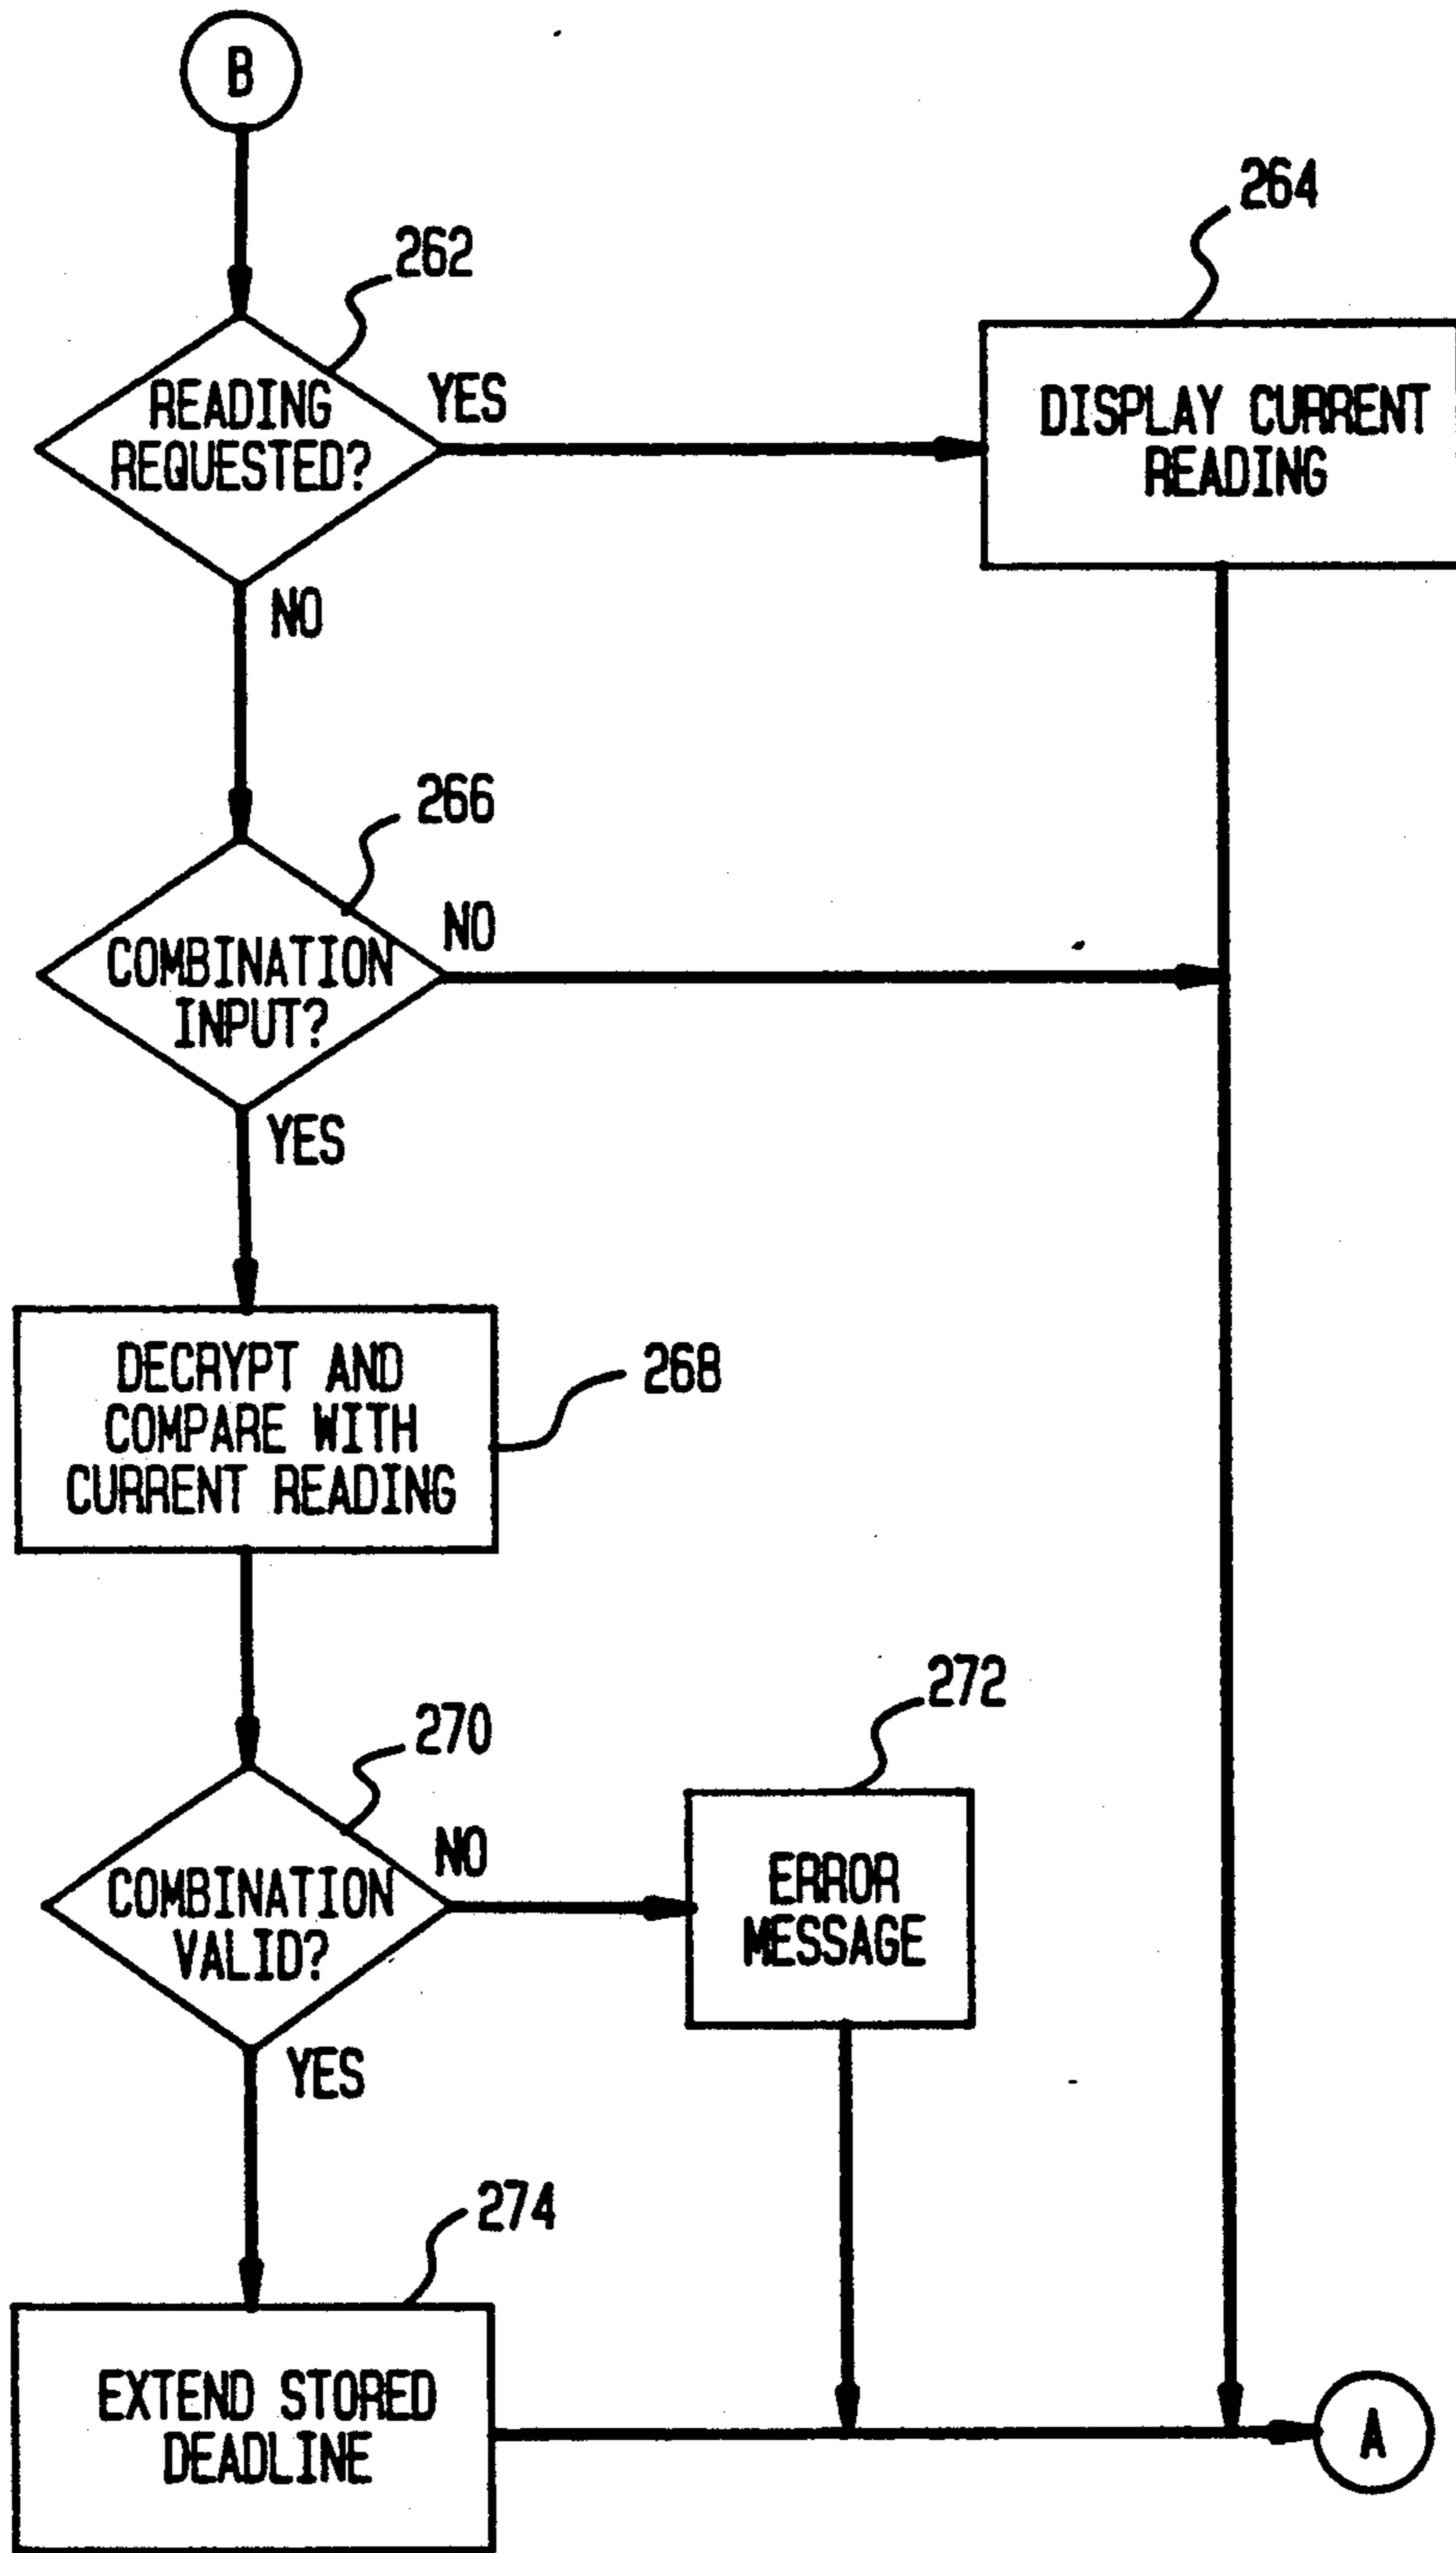 B
262
264
READING
REQUESTED?
YES
DISPLAY CURRENT
READING
NO
266
COMBINATION
INPUT?
NO
YES
DECRYPT AND
COMPARE WITH
CURRENT READING
268
270
272
COMBINATION
VALID?
NO
ERROR
MESSAGE
YES
274
EXTEND STORED
DEADLINE
A